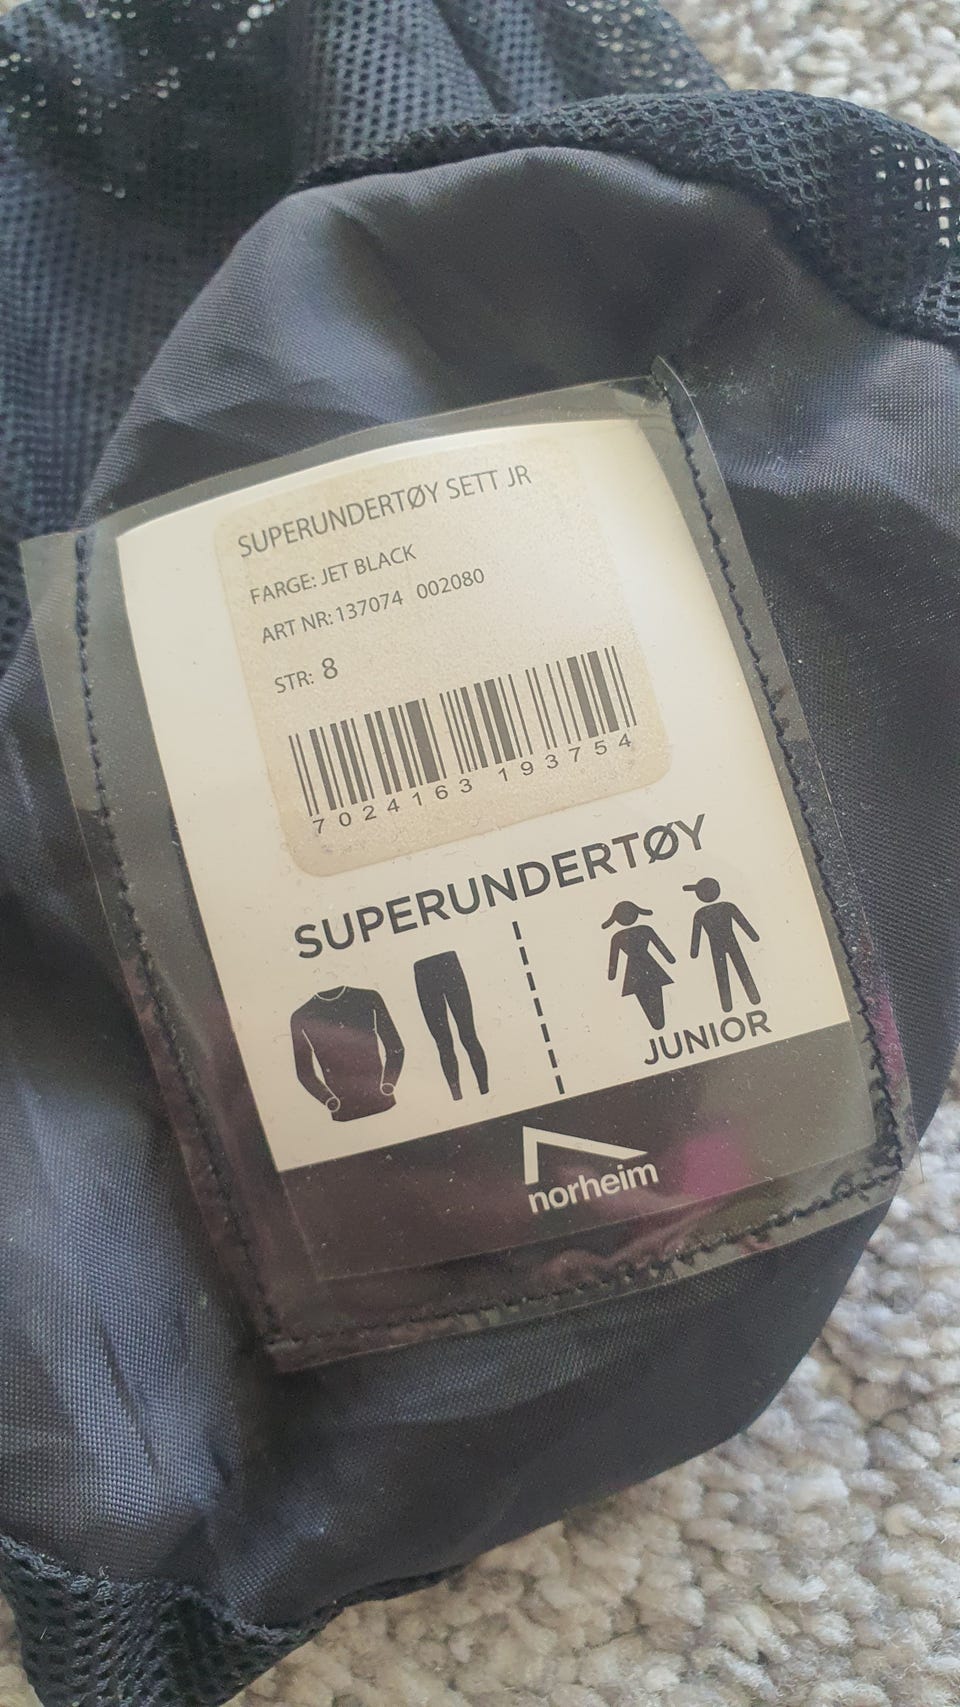 SUPERUNDERTØY SETT JR
FARGE: JET BLACK
ART NR: 137074 002080
STR: 8
7024163 193754
SUPERUNDERTØY
JUNIOR
norheim